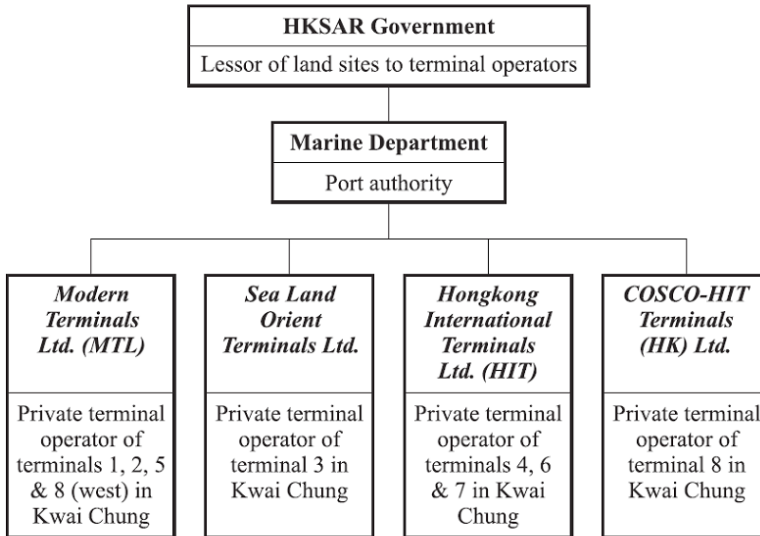 HKSAR Government
Lessor of land sites to terminal operators
Marine Department
Port authority
Modern
Terminals
Ltd. (MTL)
Private terminal
operator of
terminals 1, 2, 5
& 8 (west) in
Kwai Chung
Sea Land
Orient
Terminals Ltd.
Private terminal
operator of
terminal 3 in
Kwai Chung
Hongkong
International
Terminals
Ltd. (HIT)
Private terminal
operator of
terminals 4, 6
& 7 in Kwai
Chung
COSCO-HIT
Terminals
(HK) Ltd.
Private terminal
operator of
terminal 8 in
Kwai Chung